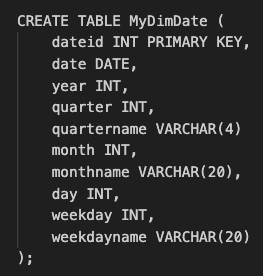 CREATE TABLE MyDimDate (
    dateid INT PRIMARY KEY,
    date DATE,
    year INT,
    quarter INT,
    quartername VARCHAR(4)
    month INT,
    monthname VARCHAR(20),
    day INT,
    weekday INT,
    weekdayname VARCHAR(20)
);